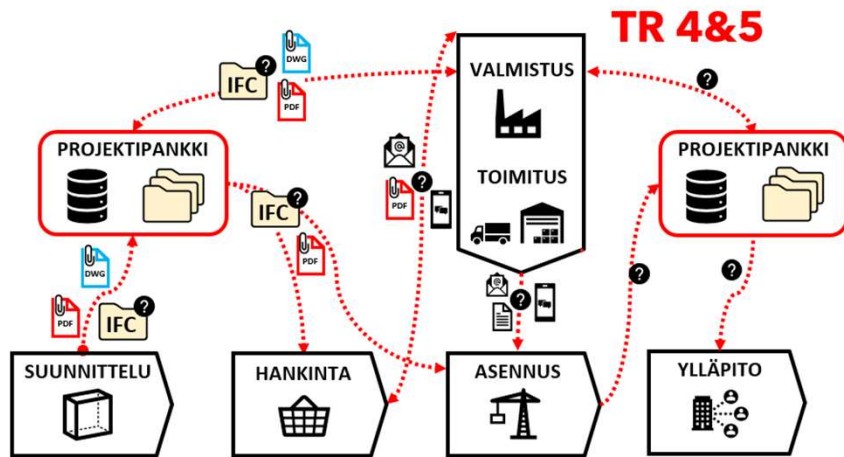 TR 4&5
DWG
IFC
?
PDF
VALMISTUS
?
PROJEKTIPANKKI
PROJEKTIPANKKI
@
TOIMITUS
?
IFC
?
PDF
PDF
DWG
?
?
PDF
IFC
?
@
?
SUUNNITTELU
HANKINTA
ASENNUS
YLLÄPITO